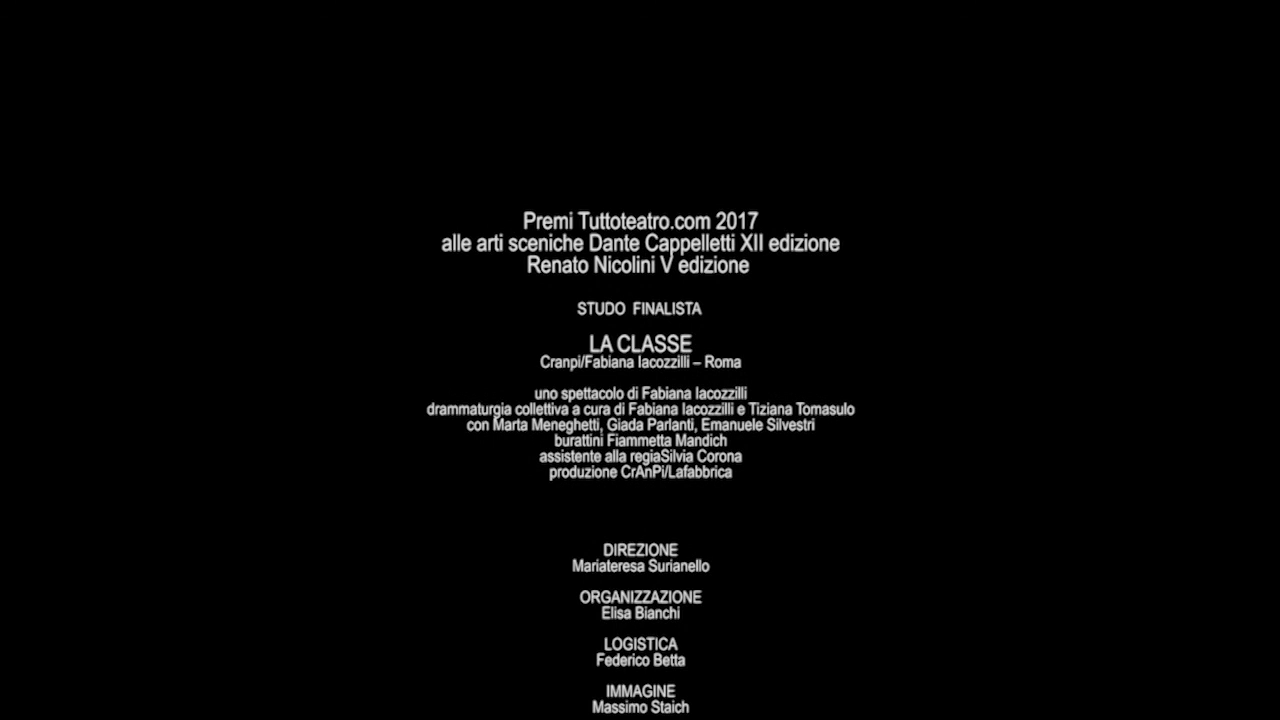 Premi Tuttoteatro.com 2017
alle arti sceniche Dante Cappelletti XII edizione
Renato Nicolini V edizione
STUDO FINALISTA
LA CLASSE
Cranpi/Fabiana Iacozzilli – Roma
uno spettacolo di Fabiana Iacozzilli
drammaturgia collettiva a cura di Fabiana Iacozzilli e Tiziana Tomasulo
con Marta Meneghetti, Giada Parlanti, Emanuele Silvestri
burattini Fiammetta Mandich
assistente alla regiaSilvia Corona
produzione CrAnPi/Lafabbrica
DIREZIONE
Mariateresa Surianello
ORGANIZZAZIONE
Elisa Bianchi
LOGISTICA
Federico Betta
IMMAGINE
Massimo Staich